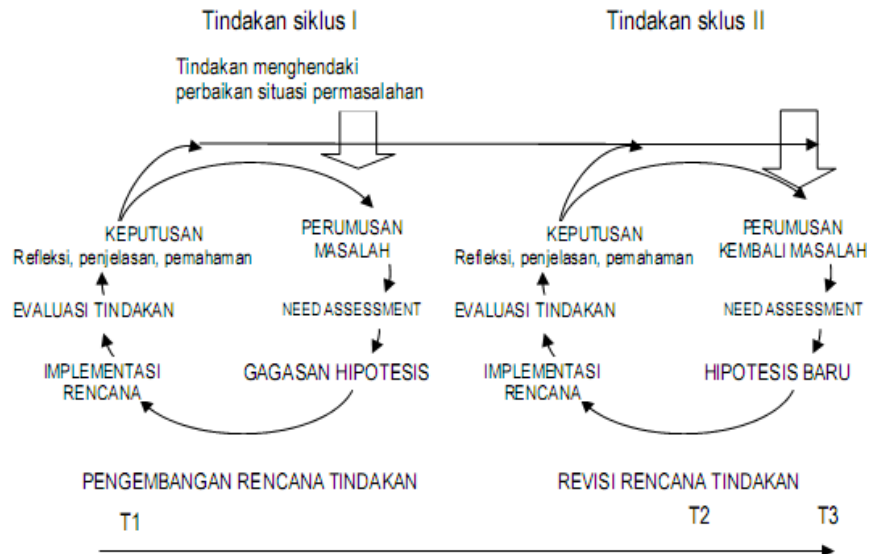 Tindakan siklus I
Tindakan sklus II
Tindakan menghendaki
perbaikan situasi permasalahan
KEPUTUSAN
Refleksi, penjelasan, pemahaman
PERUMUSAN
MASALAH
EVALUASI TINDAKAN
NEED ASSESSMENT
IMPLEMENTASI
RENCANA
GAGASAN HIPOTESIS
KEPUTUSAN
Refleksi, penjelasan, pemahaman
PERUMUSAN
KEMBALI MASALAH
EVALUASI TINDAKAN
NEED ASSESSMENT
IMPLEMENTASI
RENCANA
HIPOTESIS BARU
PENGEMBANGAN RENCANA TINDAKAN
REVISI RENCANA TINDAKAN
T1
T2
T3